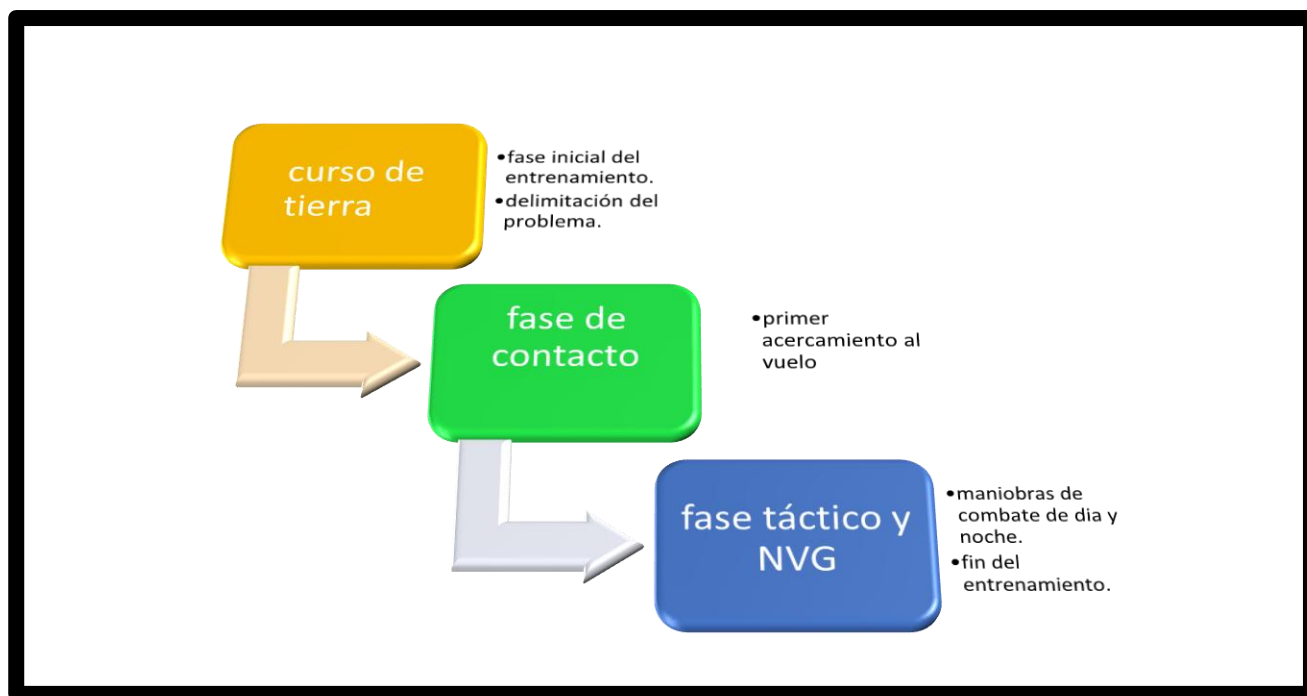 curso de
tierra
•fase inicial del
entrenamiento.
•delimitación del
problema.
fase de
contacto
•primer
acercamiento al
vuelo
fase táctico y
NVG
•maniobras de
combate de dia y
noche.
•fin del
entrenamiento.